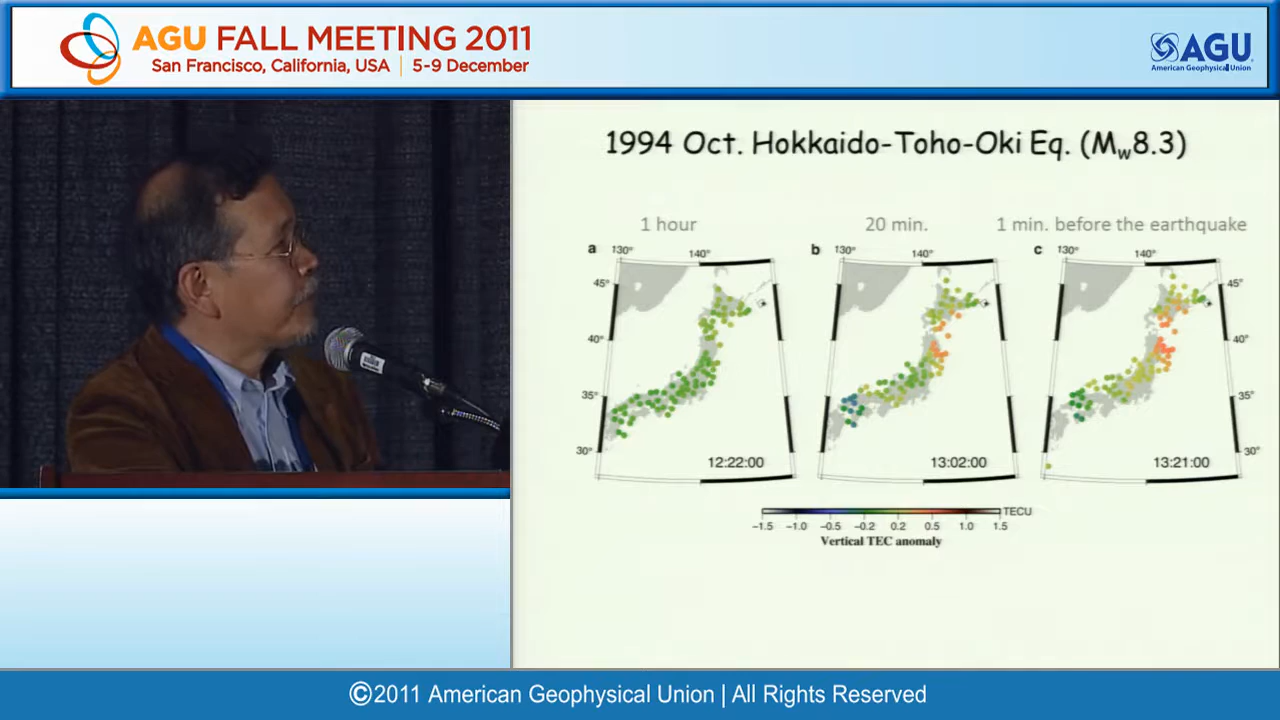 AGU FALL MEETING 2011
San Francisco, California, USA | 5-9 December
AGU
American Geophysical Union
1994 Oct. Hokkaido-Toho-Oki Eq. (Mw8.3)
1 hour
20 min.
1 min. before the earthquake
a 130° 140°
b 130° 140°
c 130° 140°
45° 45°
40° 40°
35° 35°
30° 30°
12:22:00
13:02:00
13:21:00
TECU
-1.5 -1.0 -0.5 -0.2 0.2 0.5 1.0 1.5
Vertical TEC anomaly
©2011 American Geophysical Union | All Rights Reserved